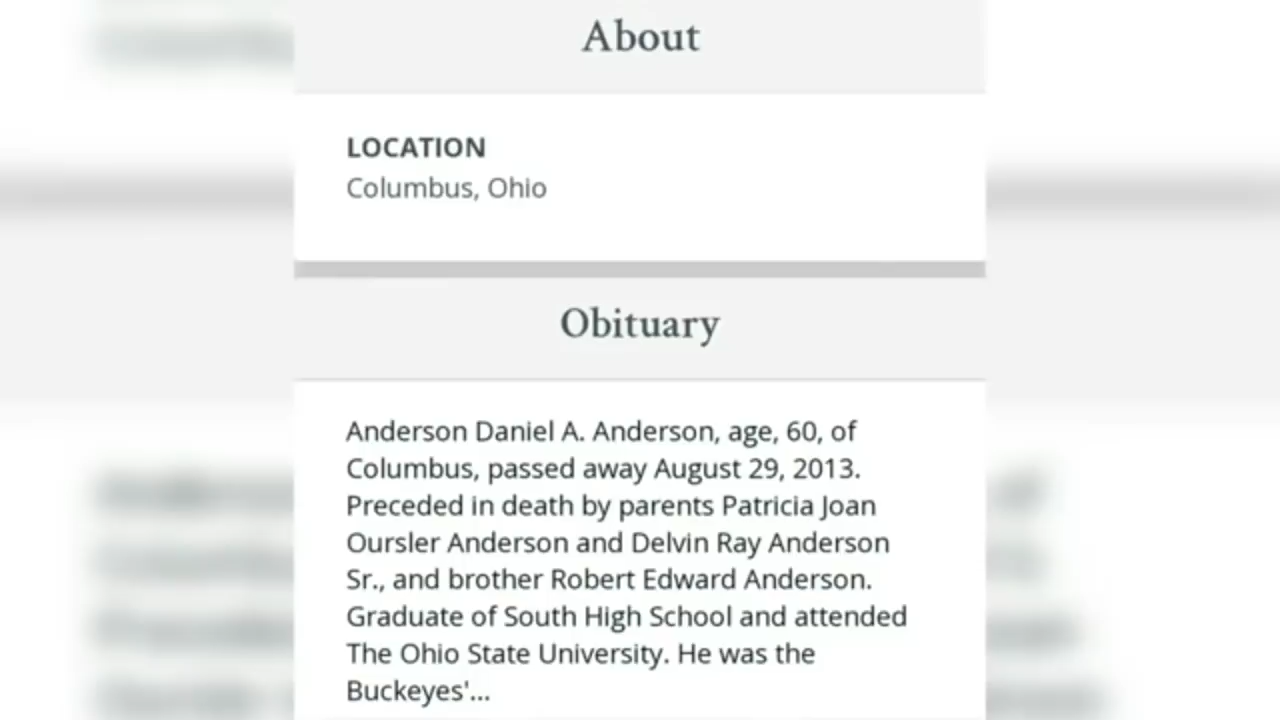 About
LOCATION
Columbus, Ohio
Obituary
Anderson Daniel A. Anderson, age, 60, of
Columbus, passed away August 29, 2013.
Preceded in death by parents Patricia Joan
Oursler Anderson and Delvin Ray Anderson
Sr., and brother Robert Edward Anderson.
Graduate of South High School and attended
The Ohio State University. He was the
Buckeyes'...